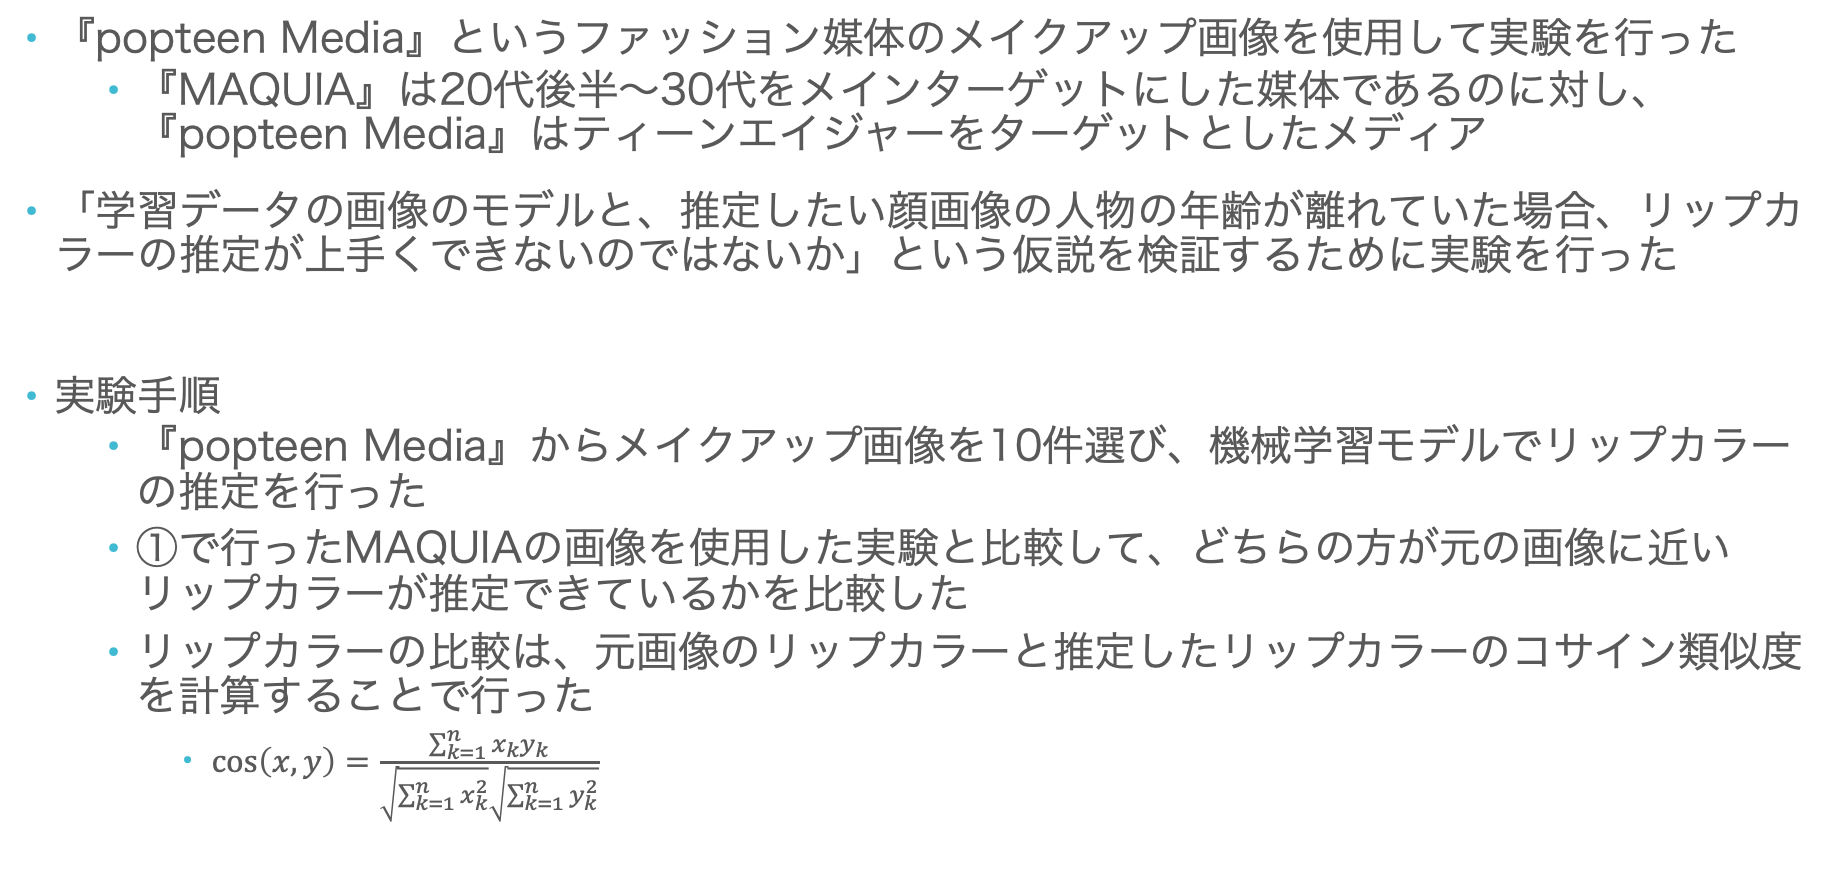 • 『popteen Media』というファッション媒体のメイクアップ画像を使用して実験を行った
• 『MAQUIA』は20代後半〜30代をメインターゲットにした媒体であるのに対し、
『popteen Media』はティーンエイジャーをターゲットとしたメディア
• 「学習データの画像のモデルと、推定したい顔画像の人物の年齢が離れていた場合、リップカ
ラーの推定が上手くできないのではないか」という仮説を検証するために実験を行った
• 実験手順
• 『popteen Media』からメイクアップ画像を10件選び、機械学習モデルでリップカラー
の推定を行った
• ①で行ったMAQUIAの画像を使用した実験と比較して、どちらの方が元の画像に近い
リップカラーが推定できているかを比較した
• リップカラーの比較は、元画像のリップカラーと推定したリップカラーのコサイン類似度
を計算することで行った
• $\cos(x, y) = \frac{\sum_{k=1}^{n} x_k y_k}{\sqrt{\sum_{k=1}^{n} x_k^2} \sqrt{\sum_{k=1}^{n} y_k^2}}$